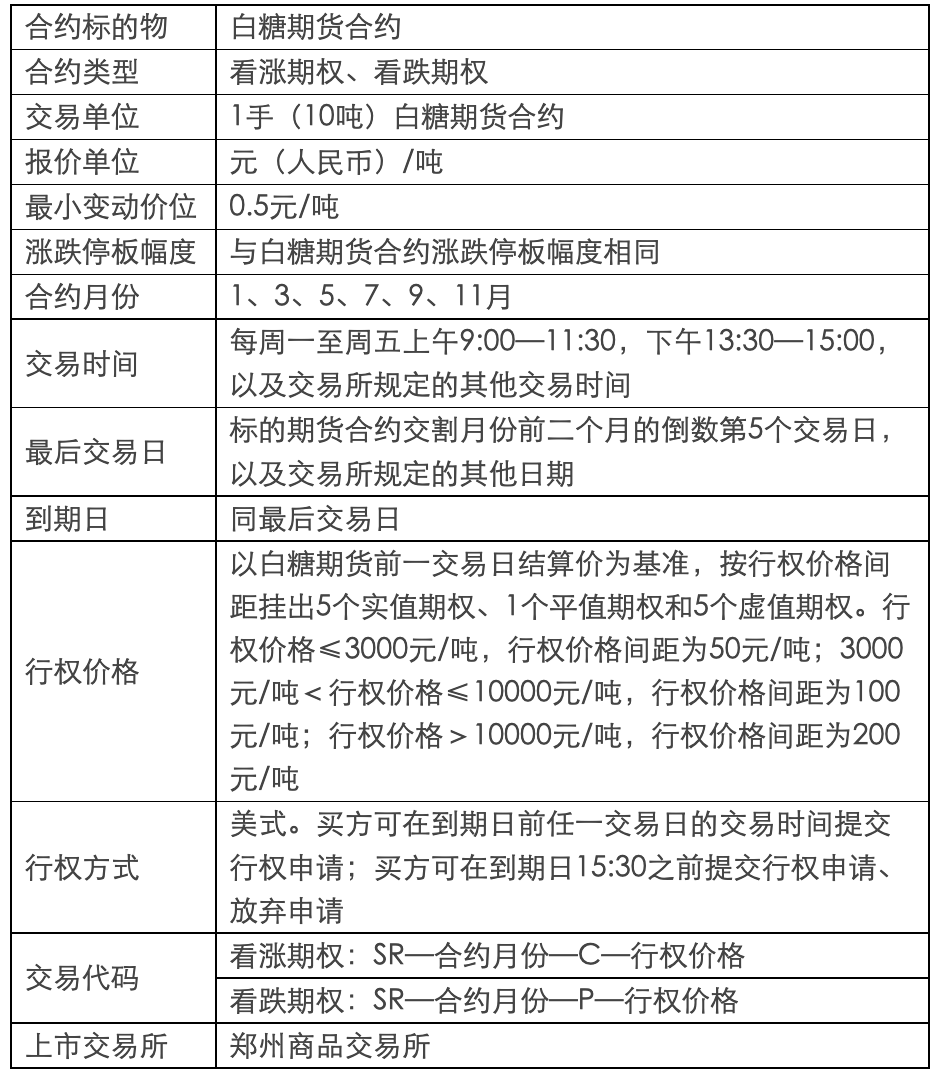 合约标的物 白糖期货合约
合约类型 看涨期权、看跌期权
交易单位 1手（10吨）白糖期货合约
报价单位 元（人民币）/吨
最小变动价位 0.5元/吨
涨跌停板幅度 与白糖期货合约涨跌停板幅度相同
合约月份 1、3、5、7、9、11月
交易时间 每周一至周五上午9:00—11:30，下午13:30—15:00，
以及交易所规定的其他交易时间
最后交易日 标的期货合约交割月份前二个月的倒数第5个交易日，
以及交易所规定的其他日期
到期日 同最后交易日
行权价格 以白糖期货前一交易日结算价为基准，按行权价格间
距挂出5个实值期权、1个平值期权和5个虚值期权。行
权价格≤3000元/吨，行权价格间距为50元/吨；3000
元/吨＜行权价格≤10000元/吨，行权价格间距为100
元/吨；行权价格＞10000元/吨，行权价格间距为200
元/吨
行权方式 美式。买方可在到期日前任一交易日的交易时间提交
行权申请；买方可在到期日15:30之前提交行权申请、
放弃申请
交易代码 看涨期权：SR—合约月份—C—行权价格
看跌期权：SR—合约月份—P—行权价格
上市交易所 郑州商品交易所